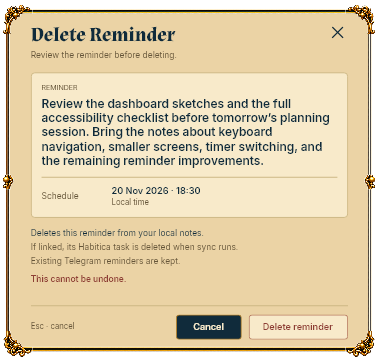 Delete Reminder
Review the reminder before deleting.
REMINDER
Review the dashboard sketches and the full
accessibility checklist before tomorrow's planning
session. Bring the notes about keyboard
navigation, smaller screens, timer switching, and
the remaining reminder improvements.
Schedule
20 Nov 2026 · 18:30
Local time
Deletes this reminder from your local notes.
If linked, its Habitica task is deleted when sync runs.
Existing Telegram reminders are kept.
This cannot be undone.
Esc · cancel
Cancel
Delete reminder